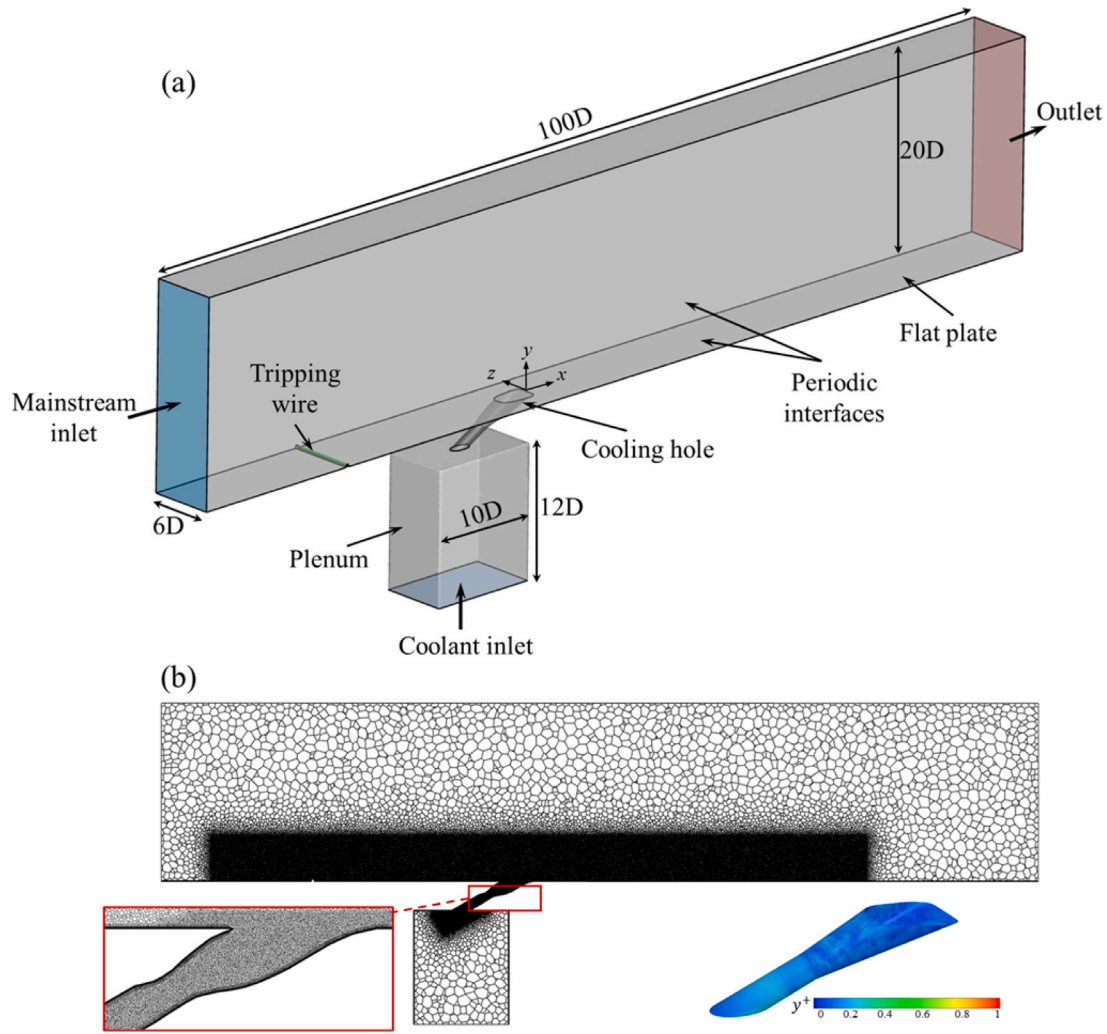 (a)
100D
20D
Outlet
Flat plate
Periodic
interfaces
y
z
x
Tripping
wire
Mainstream
inlet
Cooling hole
6D
10D
12D
Plenum
Coolant inlet
(b)
y+
0 0.2 0.4 0.6 0.8 1